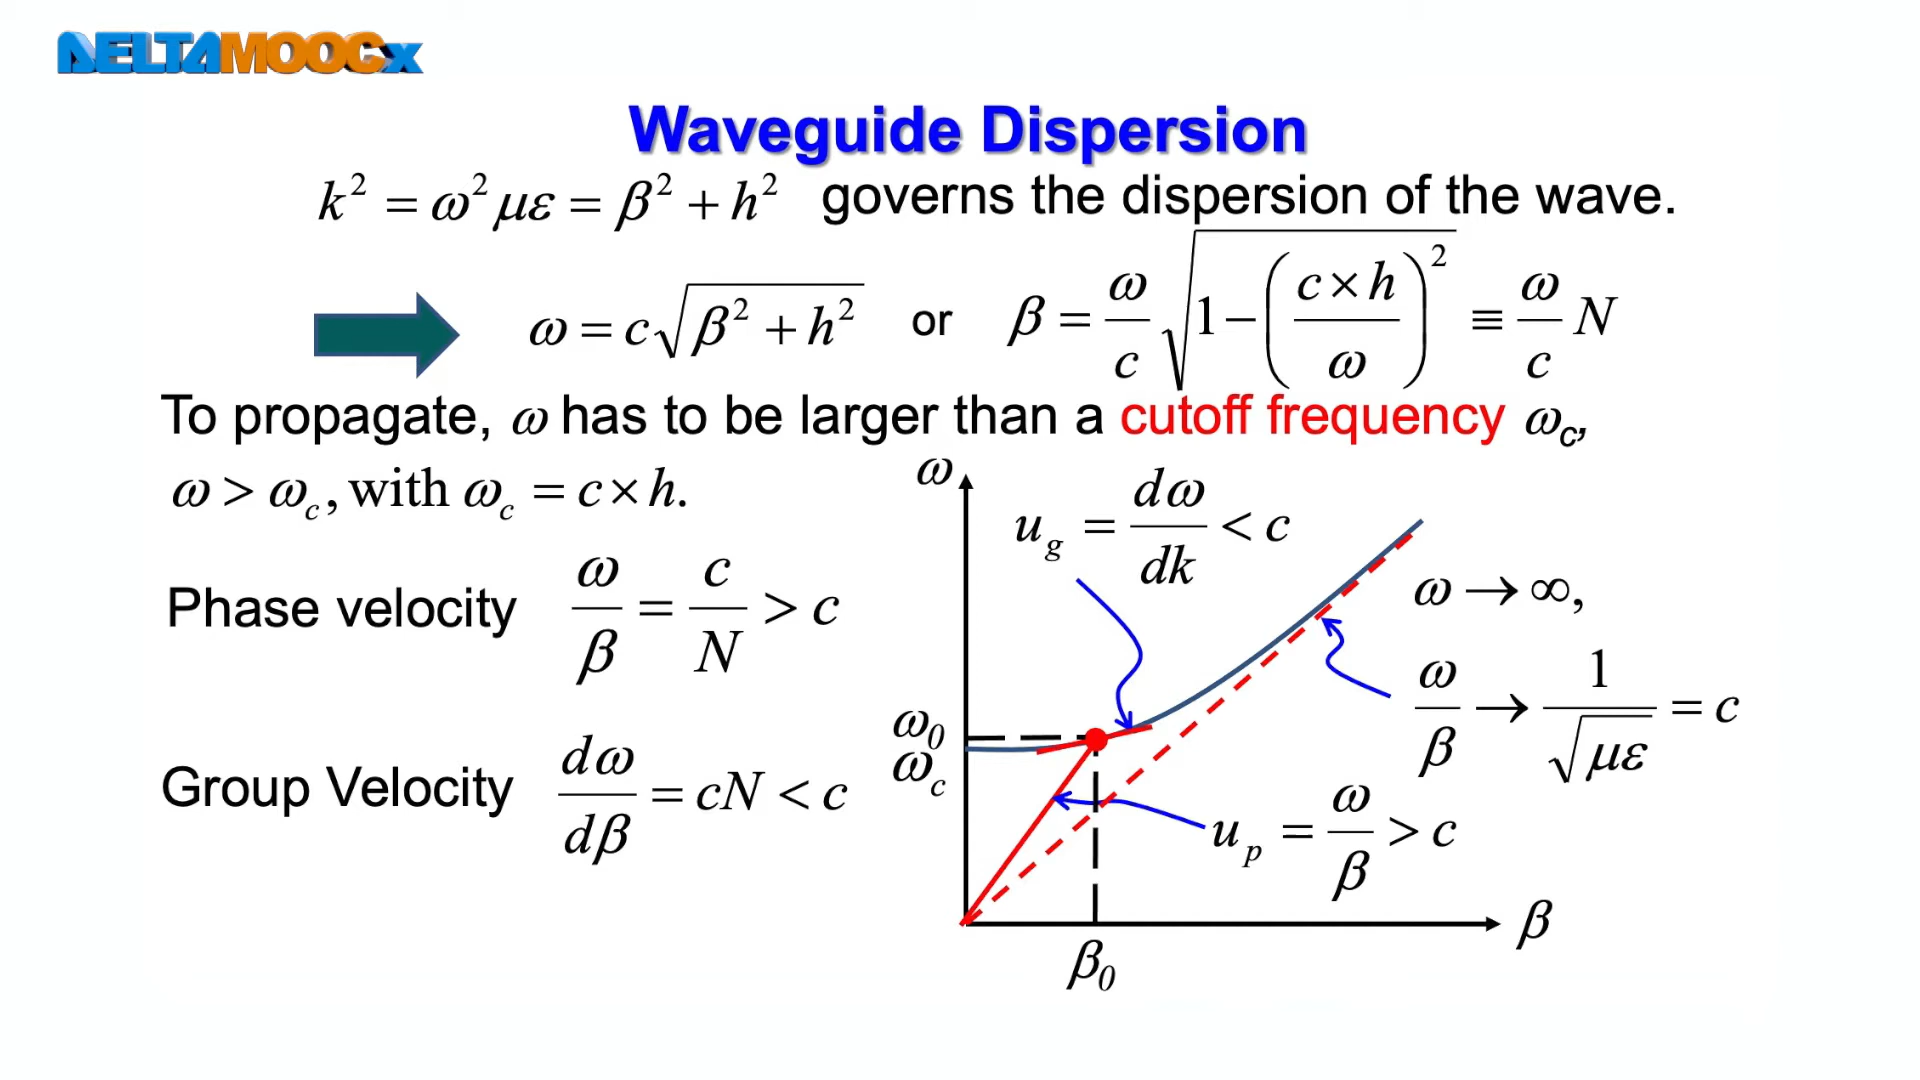 DELTAMOOCx
Waveguide Dispersion
k² = ω²με = β² + h² governs the dispersion of the wave.
ω = c√(β² + h²) or β = ω/c √(1 − (c×h/ω)²) ≡ ω/c N
To propagate, ω has to be larger than a cutoff frequency ω_c,
ω > ω_c, with ω_c = c × h.
Phase velocity ω/β = c/N > c
Group Velocity dω/dβ = cN < c
ω
u_g = dω/dk < c
ω → ∞,
ω/β → 1/√(με) = c
ω₀
ω_c
u_p = ω/β > c
β
β₀